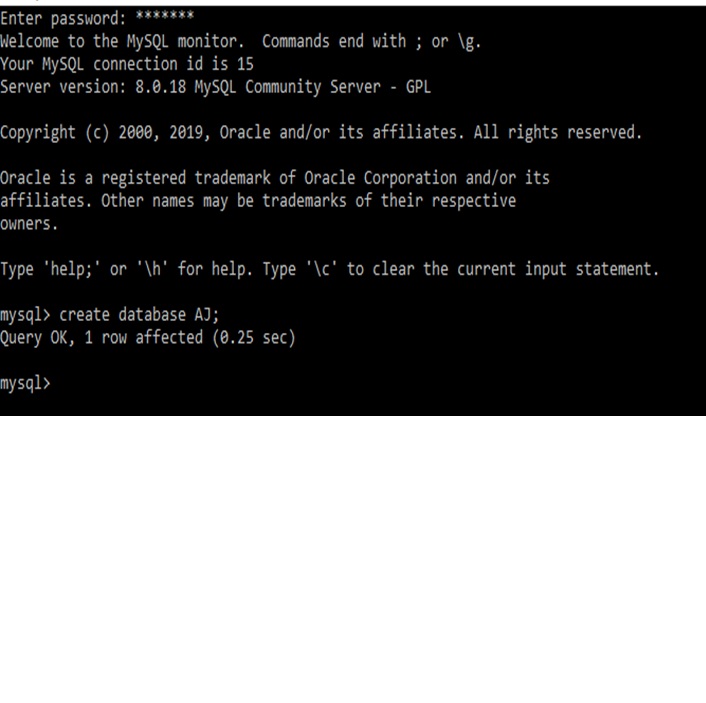 Enter password: *******
Welcome to the MySQL monitor.  Commands end with ; or \g.
Your MySQL connection id is 15
Server version: 8.0.18 MySQL Community Server - GPL
Copyright (c) 2000, 2019, Oracle and/or its affiliates. All rights reserved.
Oracle is a registered trademark of Oracle Corporation and/or its
affiliates. Other names may be trademarks of their respective
owners.
Type 'help;' or '\h' for help. Type '\c' to clear the current input statement.
mysql> create database AJ;
Query OK, 1 row affected (0.25 sec)
mysql>